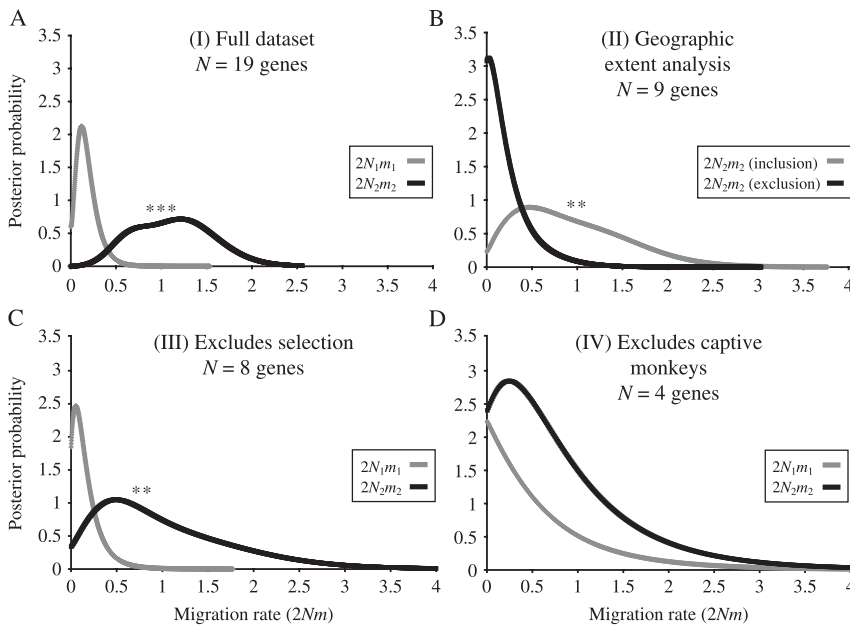 A
(I) Full dataset
N = 19 genes
3.5
3
2.5
2
1.5
1
0.5
0
Posterior probability
2N₁m₁
2N₂m₂
***
0 0.5 1 1.5 2 2.5 3 3.5 4
B
(II) Geographic
extent analysis
N = 9 genes
3.5
3
2.5
2
1.5
1
0.5
0
2N₂m₂ (inclusion)
2N₂m₂ (exclusion)
**
0 0.5 1 1.5 2 2.5 3 3.5 4
C
(III) Excludes selection
N = 8 genes
3.5
3
2.5
2
1.5
1
0.5
0
Posterior probability
2N₁m₁
2N₂m₂
**
0 0.5 1 1.5 2 2.5 3 3.5 4
Migration rate (2Nm)
D
(IV) Excludes captive
monkeys
N = 4 genes
3.5
3
2.5
2
1.5
1
0.5
0
2N₁m₁
2N₂m₂
0 0.5 1 1.5 2 2.5 3 3.5 4
Migration rate (2Nm)